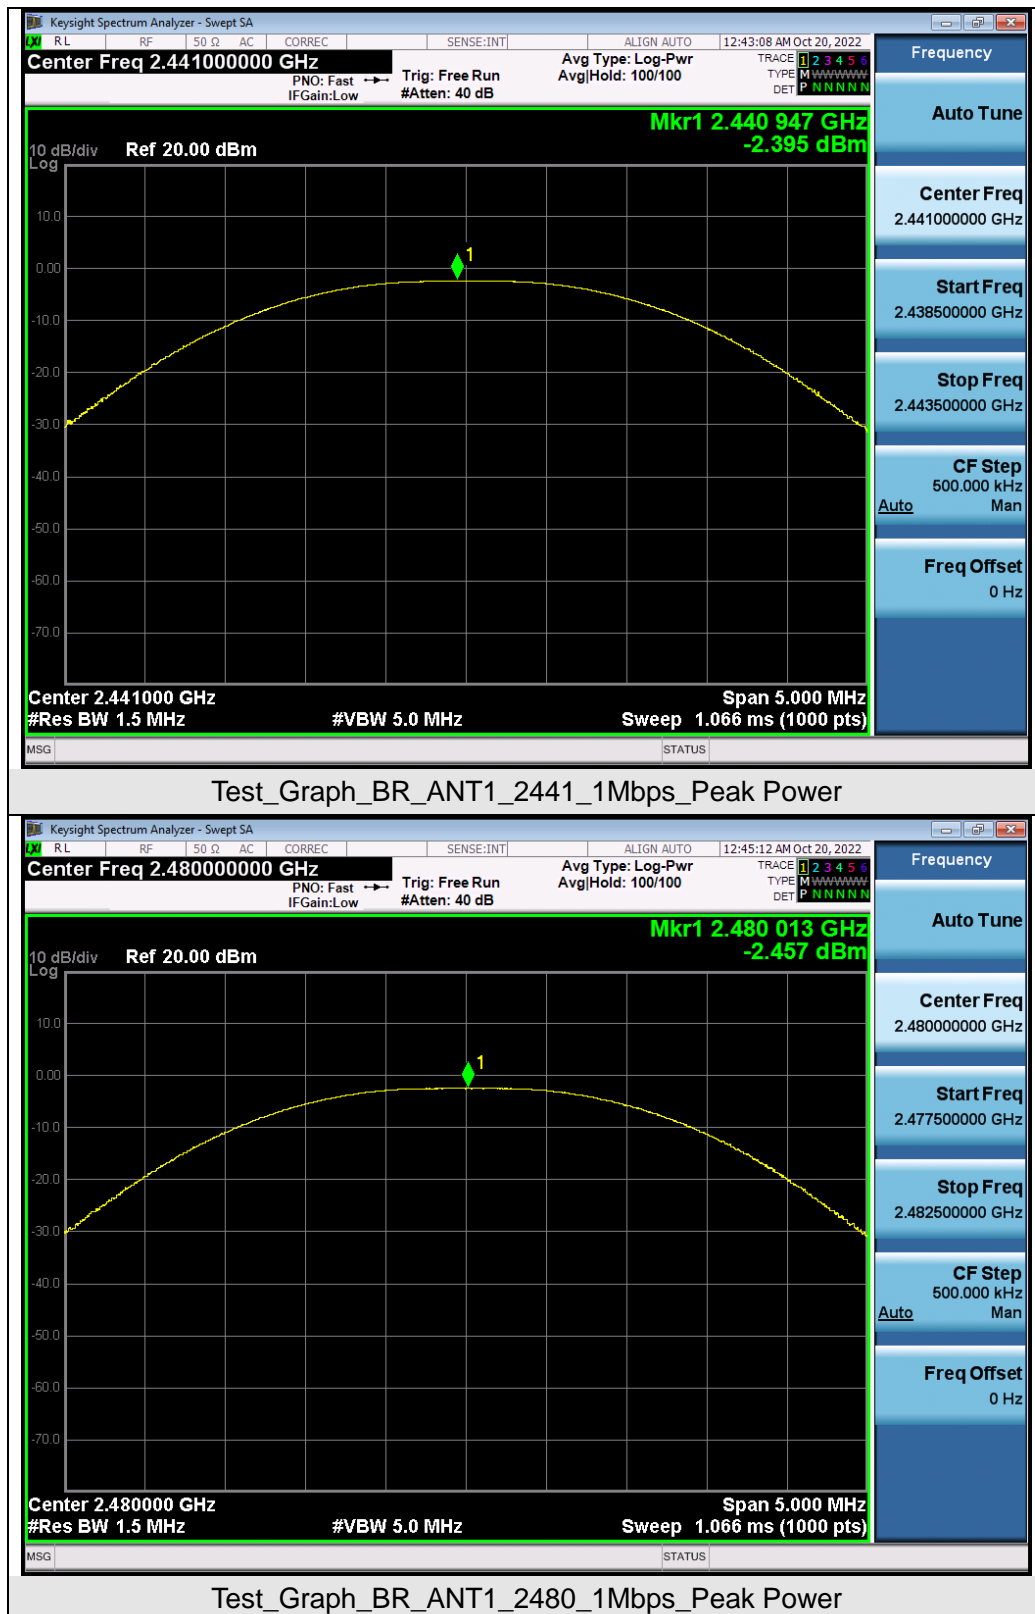 Keysight Spectrum Analyzer - Swept SA
LXI RL RF 50 Ω AC CORREC SENSE:INT ALIGN AUTO 12:43:08 AM Oct 20, 2022
Center Freq 2.441000000 GHz
PNO: Fast
IFGain:Low
Trig: Free Run
#Atten: 40 dB
Avg Type: Log-Pwr
Avg|Hold: 100/100
TRACE 1 2 3 4 5 6
TYPE M WWWWW
DET P N N N N N
Mkr1 2.440 947 GHz
-2.395 dBm
10 dB/div Ref 20.00 dBm
Log
10.0
0.00
-10.0
-20.0
-30.0
-40.0
-50.0
-60.0
-70.0
1
Center 2.441000 GHz Span 5.000 MHz
#Res BW 1.5 MHz #VBW 5.0 MHz Sweep 1.066 ms (1000 pts)
MSG STATUS
Frequency
Auto Tune
Center Freq
2.441000000 GHz
Start Freq
2.438500000 GHz
Stop Freq
2.443500000 GHz
CF Step
500.000 kHz
Auto Man
Freq Offset
0 Hz
Test_Graph_BR_ANT1_2441_1Mbps_Peak Power
Keysight Spectrum Analyzer - Swept SA
LXI RL RF 50 Ω AC CORREC SENSE:INT ALIGN AUTO 12:45:12 AM Oct 20, 2022
Center Freq 2.480000000 GHz
PNO: Fast
IFGain:Low
Trig: Free Run
#Atten: 40 dB
Avg Type: Log-Pwr
Avg|Hold: 100/100
TRACE 1 2 3 4 5 6
TYPE M WWWWW
DET P N N N N N
Mkr1 2.480 013 GHz
-2.457 dBm
10 dB/div Ref 20.00 dBm
Log
10.0
0.00
-10.0
-20.0
-30.0
-40.0
-50.0
-60.0
-70.0
1
Center 2.480000 GHz Span 5.000 MHz
#Res BW 1.5 MHz #VBW 5.0 MHz Sweep 1.066 ms (1000 pts)
MSG STATUS
Frequency
Auto Tune
Center Freq
2.480000000 GHz
Start Freq
2.477500000 GHz
Stop Freq
2.482500000 GHz
CF Step
500.000 kHz
Auto Man
Freq Offset
0 Hz
Test_Graph_BR_ANT1_2480_1Mbps_Peak Power